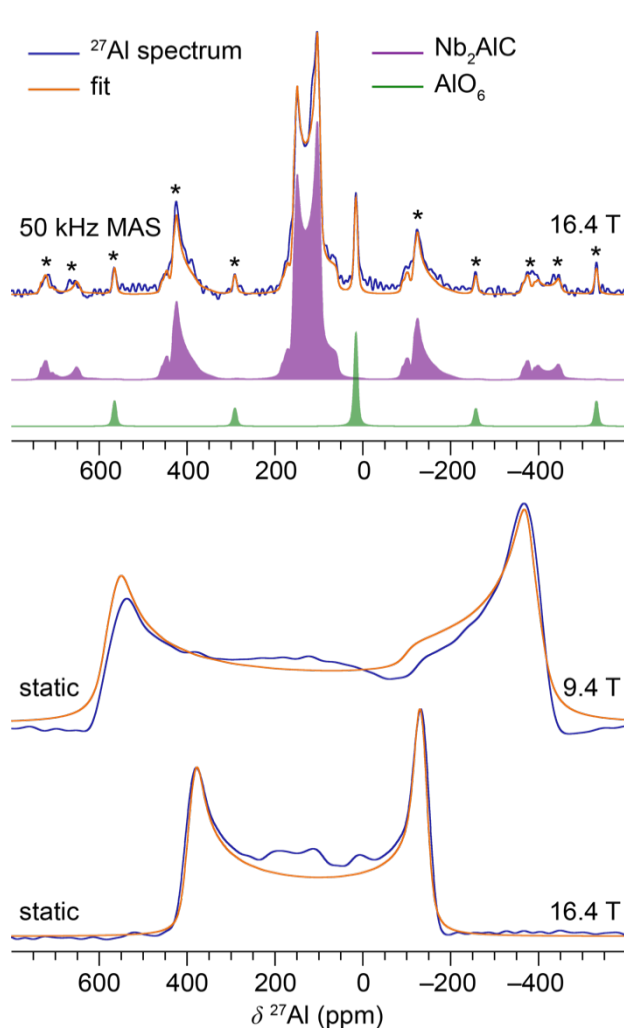 ²⁷Al spectrum
fit
Nb₂AlC
AlO₆
* * * * * * * * * *
50 kHz MAS
16.4 T
600 400 200 0 –200 –400
static
9.4 T
static
16.4 T
600 400 200 0 –200 –400
δ ²⁷Al (ppm)